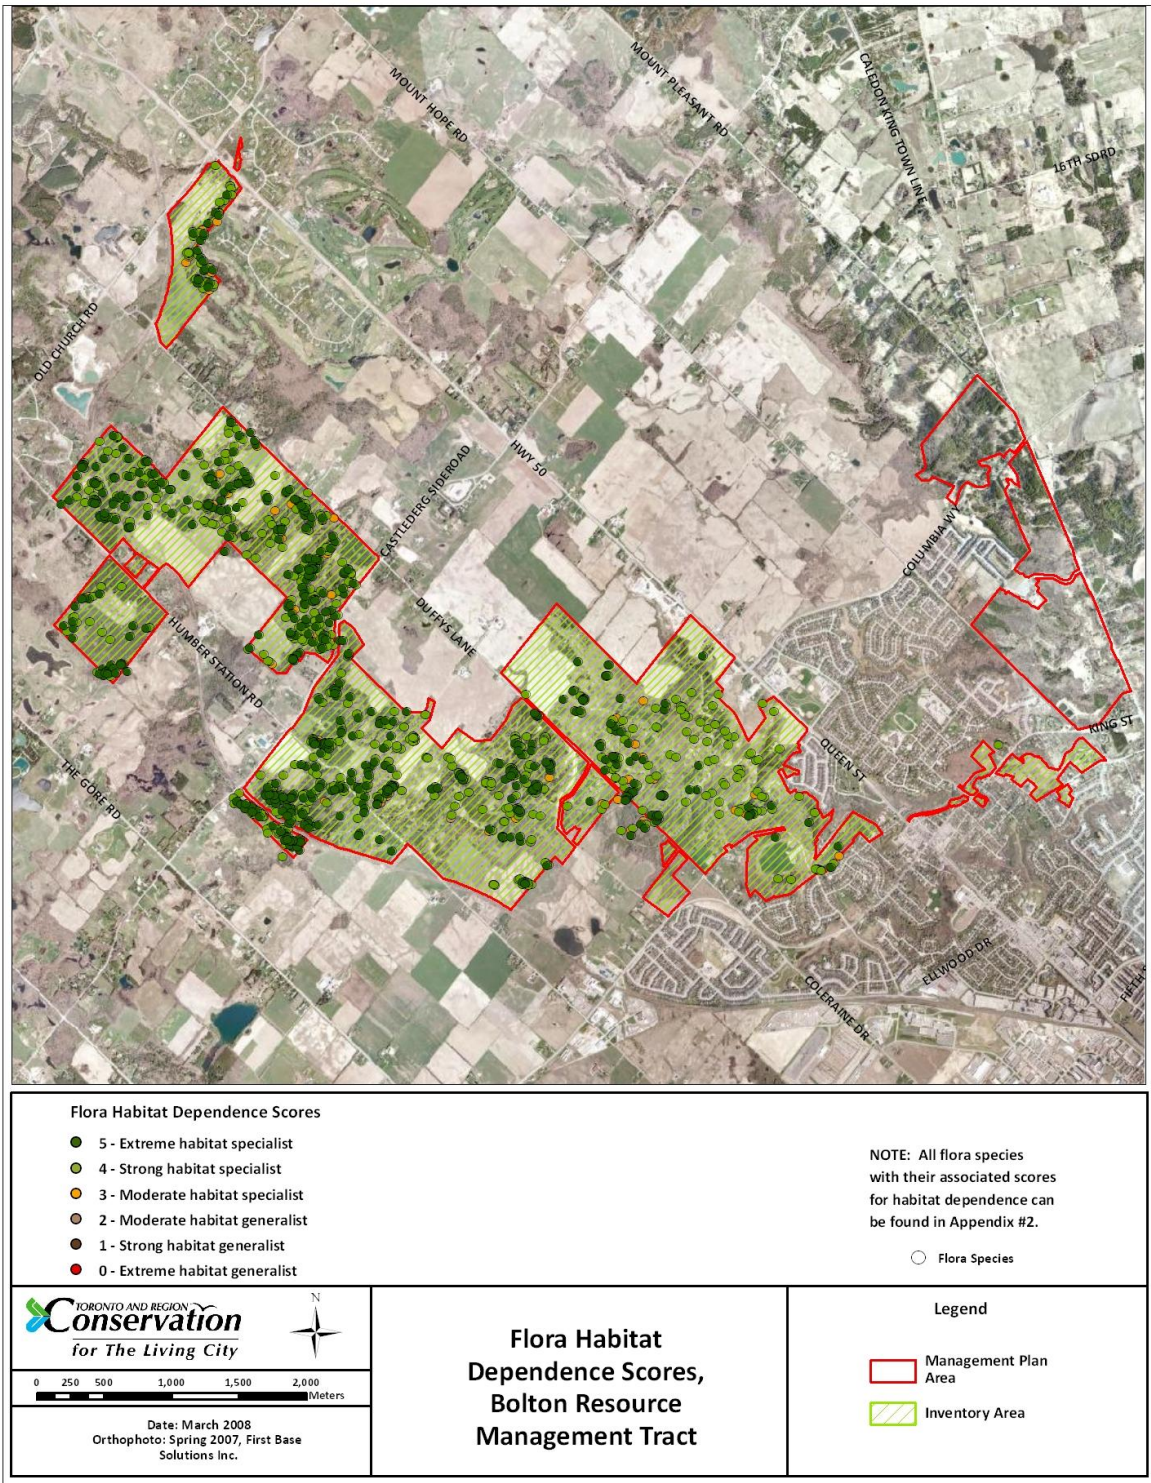 MOUNT HOPE RD
MOUNT PLEASANT RD
CALEDON KING TOWN LINE
16TH SDRD
OLD CHURCH RD
HWY 50
CASTLEDERG SIDEROAD
COLUMBIA WY
DUFFYS LANE
HUMBER STATION RD
KING ST
QUEEN ST
THE GORE RD
ELLWOOD DR
COLERAINE DR
Flora Habitat Dependence Scores
5 - Extreme habitat specialist
4 - Strong habitat specialist
3 - Moderate habitat specialist
2 - Moderate habitat generalist
1 - Strong habitat generalist
0 - Extreme habitat generalist
NOTE: All flora species
with their associated scores
for habitat dependence can
be found in Appendix #2.
Flora Species
TORONTO AND REGION
Conservation
for The Living City
N
0 250 500 1,000 1,500 2,000
Meters
Date: March 2008
Orthophoto: Spring 2007, First Base
Solutions Inc.
Flora Habitat
Dependence Scores,
Bolton Resource
Management Tract
Legend
Management Plan
Area
Inventory Area